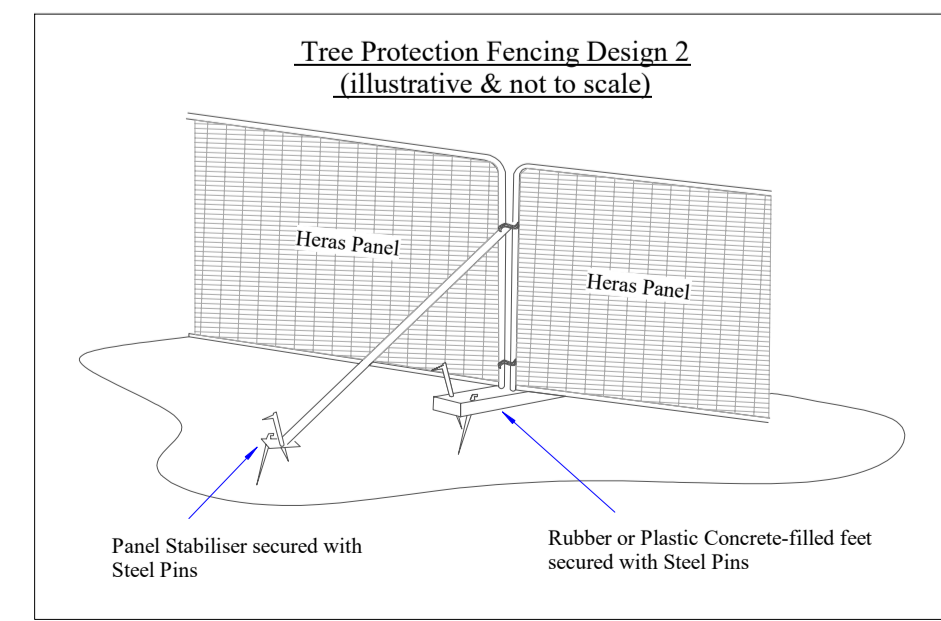 Tree Protection Fencing Design 2
(illustrative & not to scale)
Heras Panel
Heras Panel
Panel Stabiliser secured with
Steel Pins
Rubber or Plastic Concrete-filled feet
secured with Steel Pins